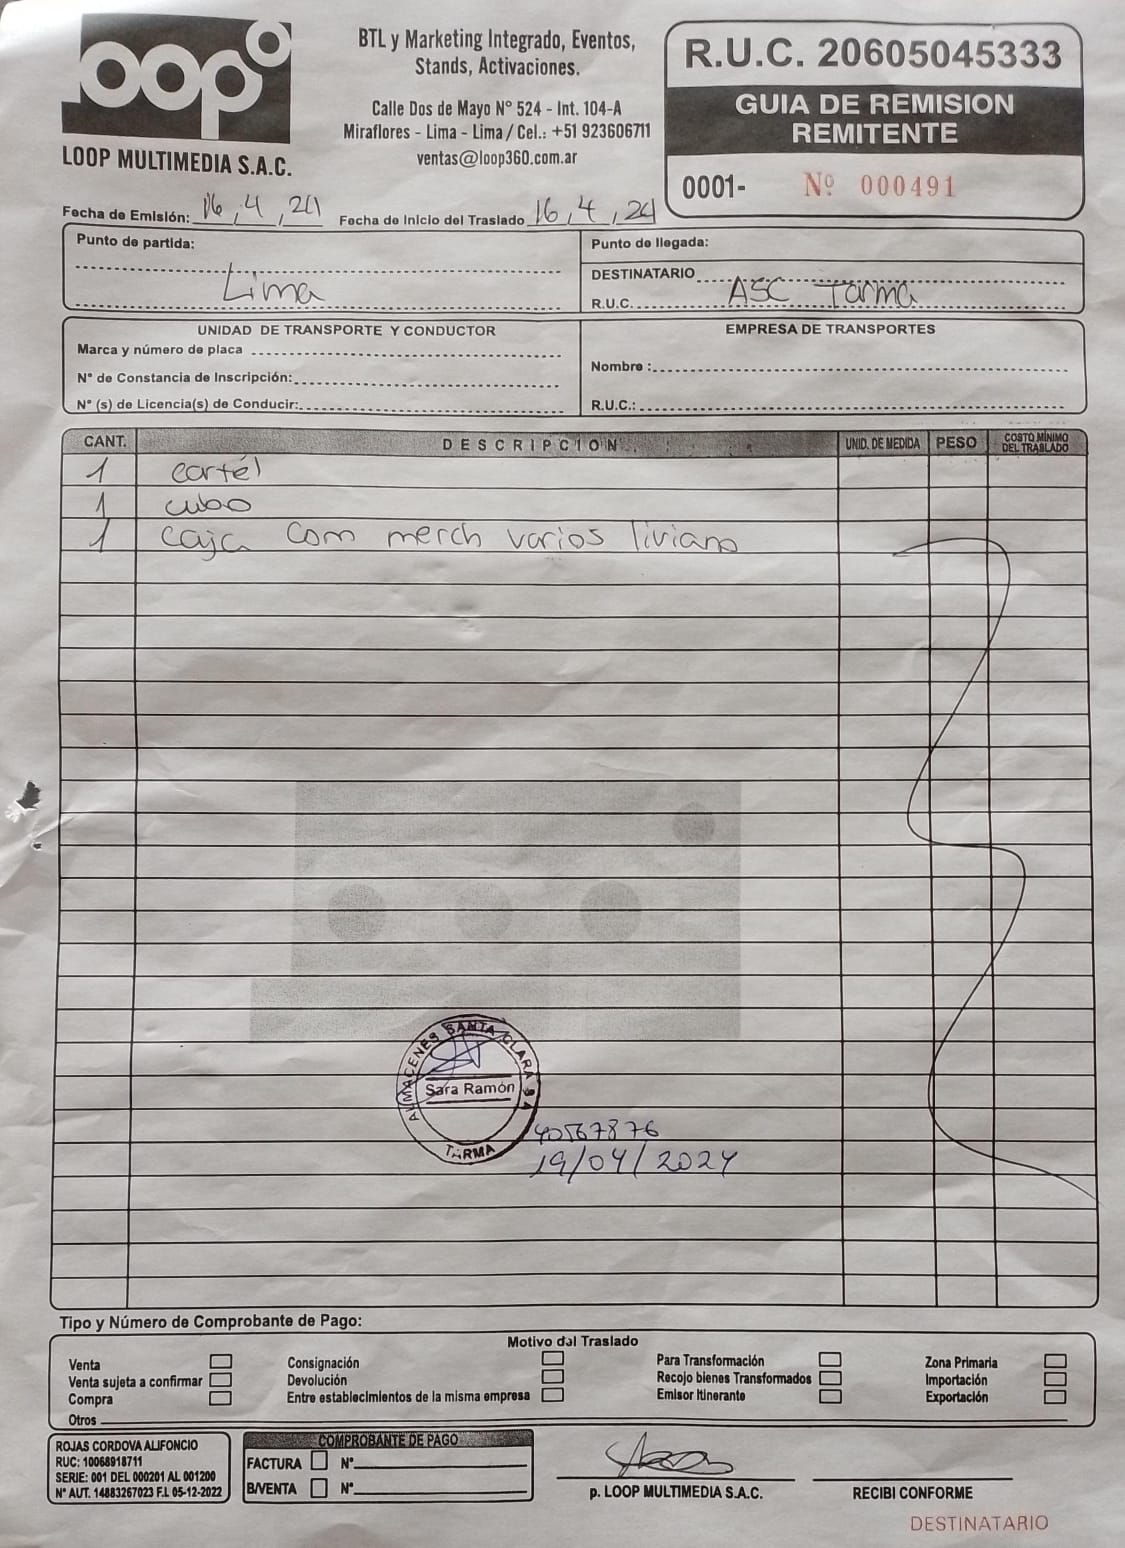 loop
LOOP MULTIMEDIA S.A.C.
BTL y Marketing Integrado, Eventos,
Stands, Activaciones.
Calle Dos de Mayo N° 524 - Int. 104-A
Miraflores - Lima - Lima / Cel.: +51 923606711
ventas@loop360.com.ar
R.U.C. 20605045333
GUIA DE REMISION
REMITENTE
0001- Nº 000491
Fecha de Emisión: 16, 4, 24 Fecha de Inicio del Traslado 16, 4, 24
Punto de partida:
Lima
Punto de llegada:
DESTINATARIO
ASC Tarma
R.U.C.
UNIDAD DE TRANSPORTE Y CONDUCTOR
Marca y número de placa
N° de Constancia de Inscripción:
N° (s) de Licencia(s) de Conducir:
EMPRESA DE TRANSPORTES
Nombre :
R.U.C.:
CANT. DESCRIPCION UNID. DE MEDIDA PESO COSTO MÍNIMO DEL TRASLADO
1 cartél
1 cubo
1 caja com merch varios liviano
ALMACENES SANTA CLARA S A
Sara Ramón
TARMA
40567876
19/04/2024
Tipo y Número de Comprobante de Pago:
Motivo del Traslado
Venta Consignación Para Transformación Zona Primaria
Venta sujeta a confirmar Devolución Recojo bienes Transformados Importación
Compra Entre establecimientos de la misma empresa Emisor Itinerante Exportación
Otros
ROJAS CORDOVA ALIFONCIO
RUC: 10068918711
SERIE: 001 DEL 000201 AL 001200
N° AUT. 14883267023 F.I. 05-12-2022
COMPROBANTE DE PAGO
FACTURA N°
B/VENTA N°
p. LOOP MULTIMEDIA S.A.C.
RECIBI CONFORME
DESTINATARIO